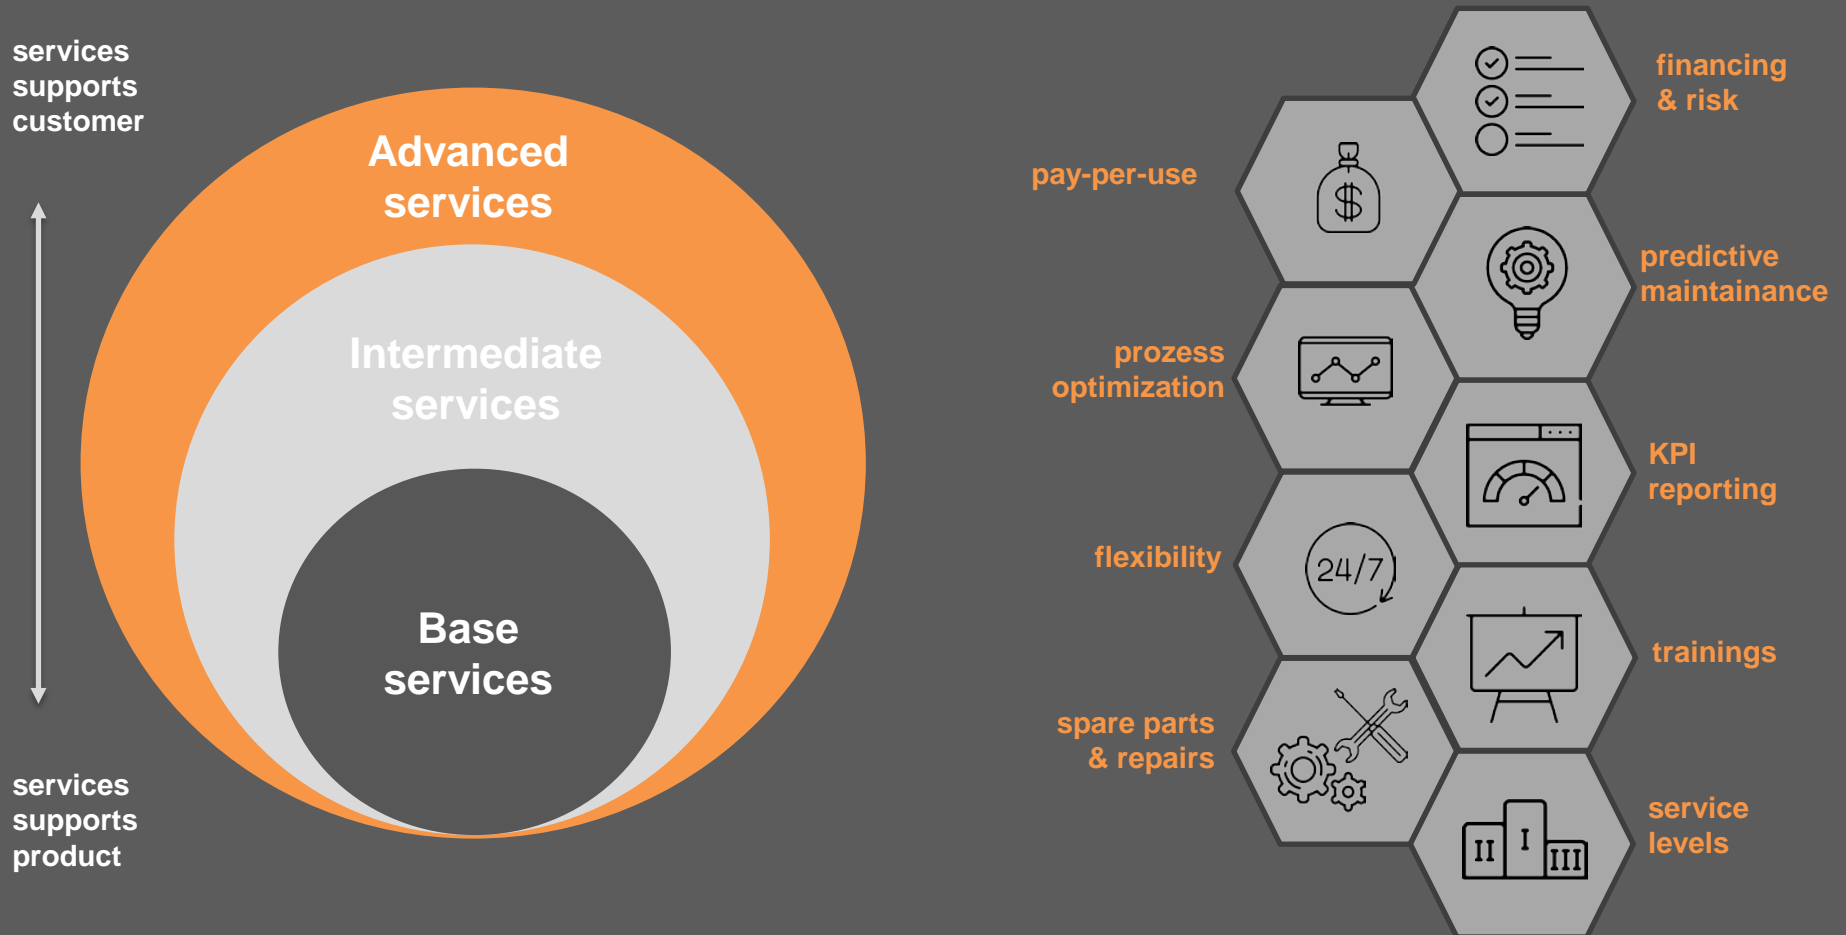 services
supports
customer
Advanced
services
Intermediate
services
Base
services
services
supports
product
financing
& risk
pay-per-use
$
predictive
maintainance
prozess
optimization
KPI
reporting
flexibility
24/7
trainings
spare parts
& repairs
service
levels
II I III